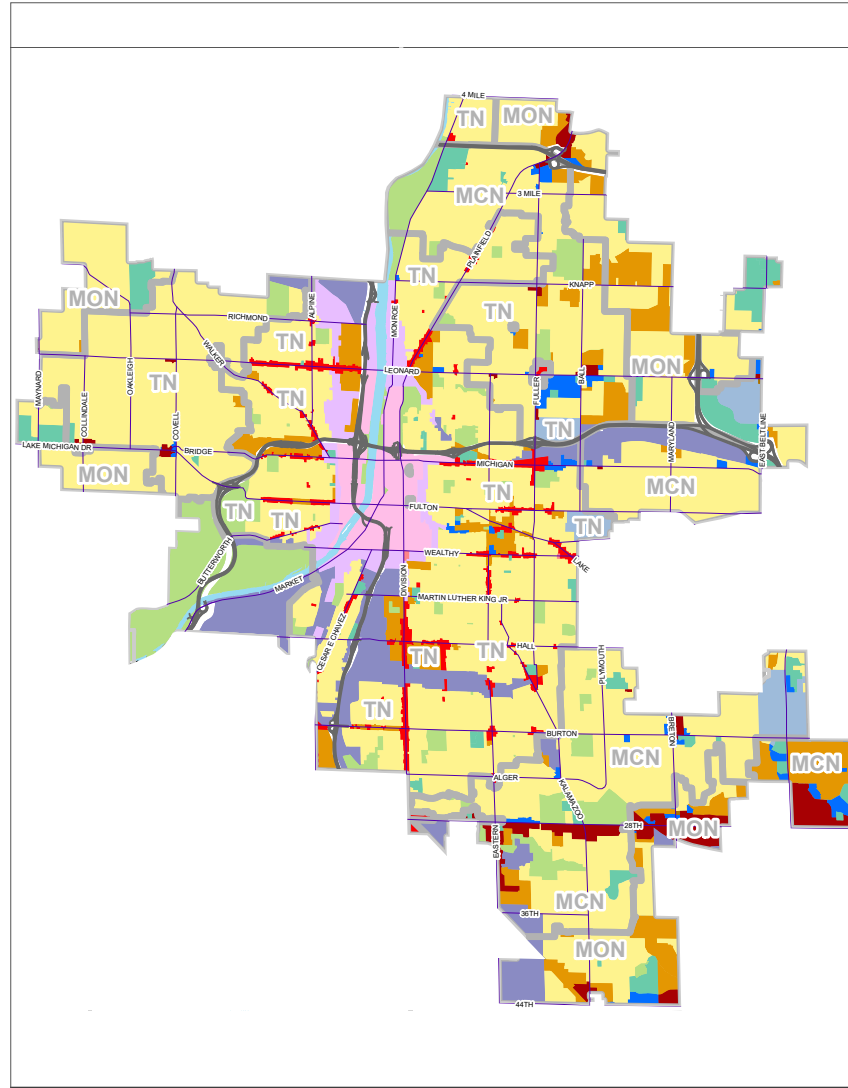 4 MILE
TN
MON
MCN
3 MILE
PLAINFIELD
TN
KNAPP
MON
ALPINE
MONROE
TN
RICHMOND
TN
WALKER
LEONARD
MON
MAYNARD
COLLINDALE
OAKLEIGH
TN
COVELL
TN
FULLER
BALL
TN
MARYLAND
EAST BELTLINE
LAKE MICHIGAN DR
BRIDGE
MICHIGAN
MON
MCN
TN
TN
TN
FULTON
TN
BUTTERWORTH
WEALTHY
LAKE
MARKET
DIVISION
MARTIN LUTHER KING JR
CESAR E CHAVEZ
HALL
TN
TN
PLYMOUTH
TN
BURTON
BRETON
MCN
MCN
ALGER
KALAMAZOO
28TH
MON
EASTERN
MCN
36TH
MON
44TH